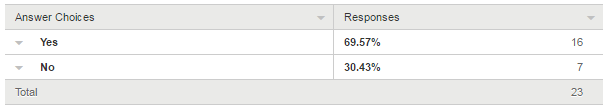 Answer Choices Responses
Yes 69.57% 16
No 30.43% 7
Total 23